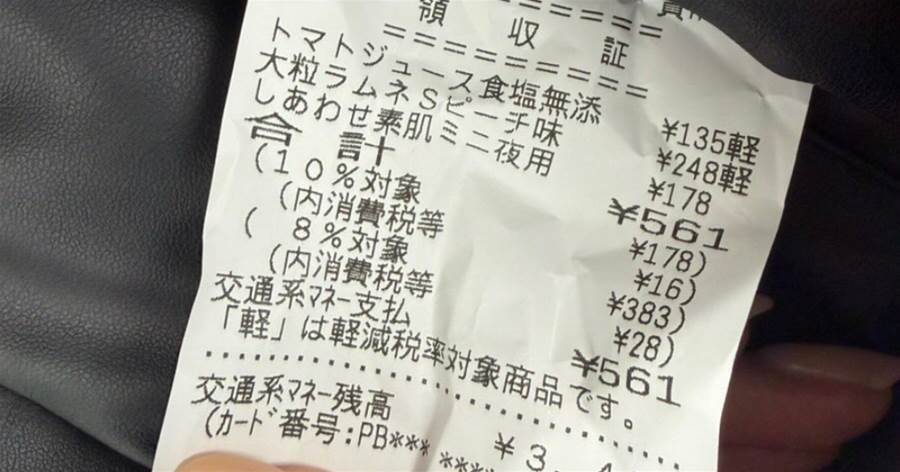 領収証
====================
トマトジュース食塩無添 ¥135軽
大粒ラムネSピーチ味 ¥248軽
しあわせ素肌ミニ夜用 ¥178
合 計 ¥561
(10%対象 ¥178)
(内消費税等 ¥16)
( 8%対象 ¥383)
(内消費税等 ¥28)
交通系マネー支払 ¥561
「軽」は軽減税率対象商品です。
交通系マネー残高 ¥3,4
(カード番号:PB***